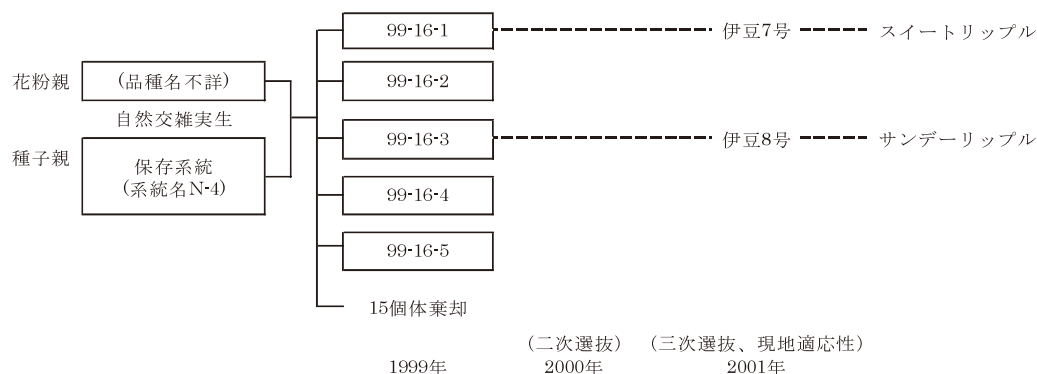 99-16-1
伊豆7号
スイートリップル
花粉親
(品種名不詳)
99-16-2
自然交雑実生
種子親
保存系統
(系統名N-4)
99-16-3
伊豆8号
サンデーリップル
99-16-4
99-16-5
15個体棄却
(二次選抜)
(三次選抜、現地適応性)
1999年
2000年
2001年